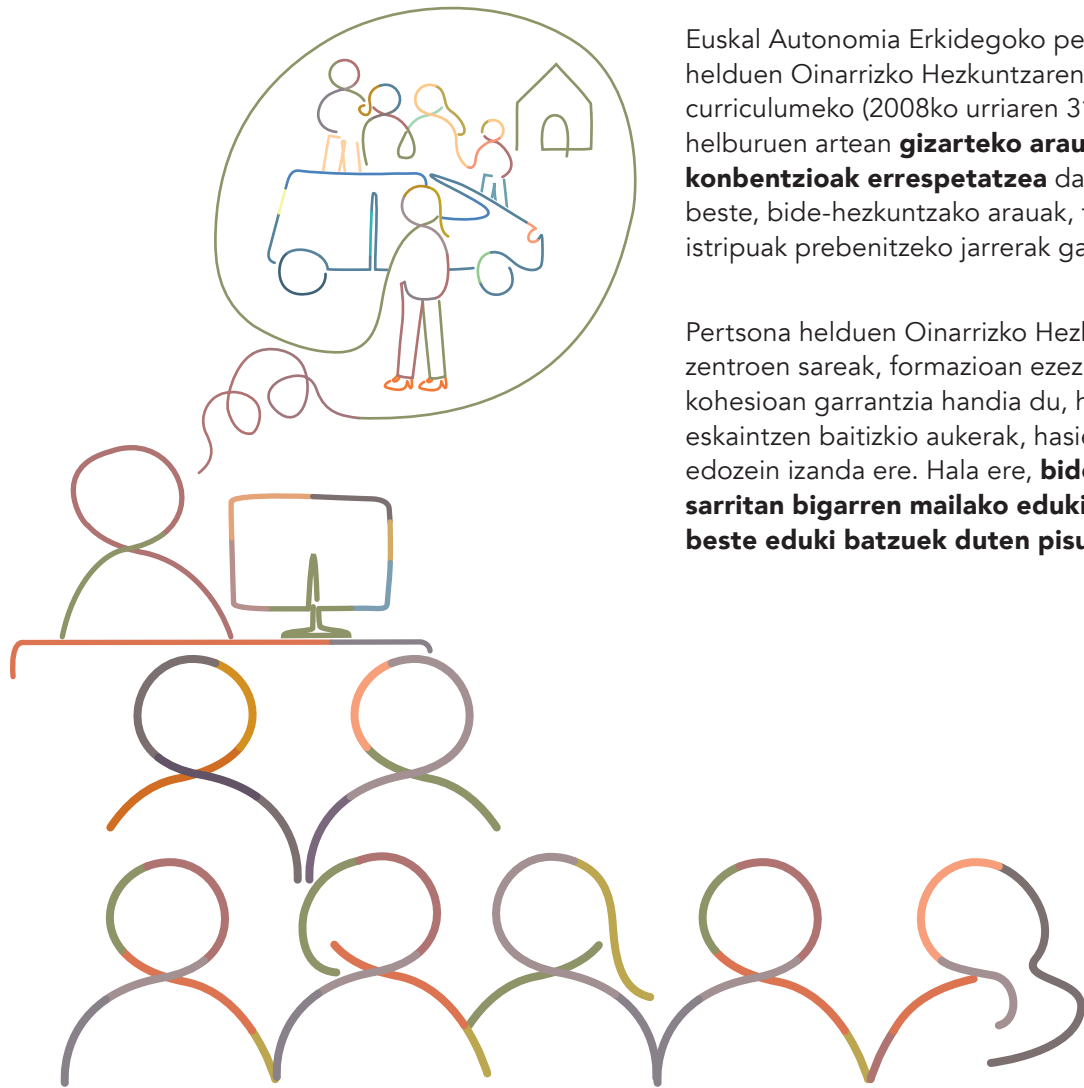 Euskal Autonomia Erkidegoko pe
helduen Oinarrizko Hezkuntzaren
curriculumeko (2008ko urriaren 31
helburuen artean gizarteko arau
konbentzioak errespetatzea da
beste, bide-hezkuntzako arauak,
istripuak prebenitzeko jarrerak ga
Pertsona helduen Oinarrizko Hez
zentroen sareak, formazioan ezez
kohesioan garrantzia handia du, h
eskaintzen baitizkio aukerak, hasie
edozein izanda ere. Hala ere, bide
sarritan bigarren mailako eduki
beste eduki batzuek duten pisu